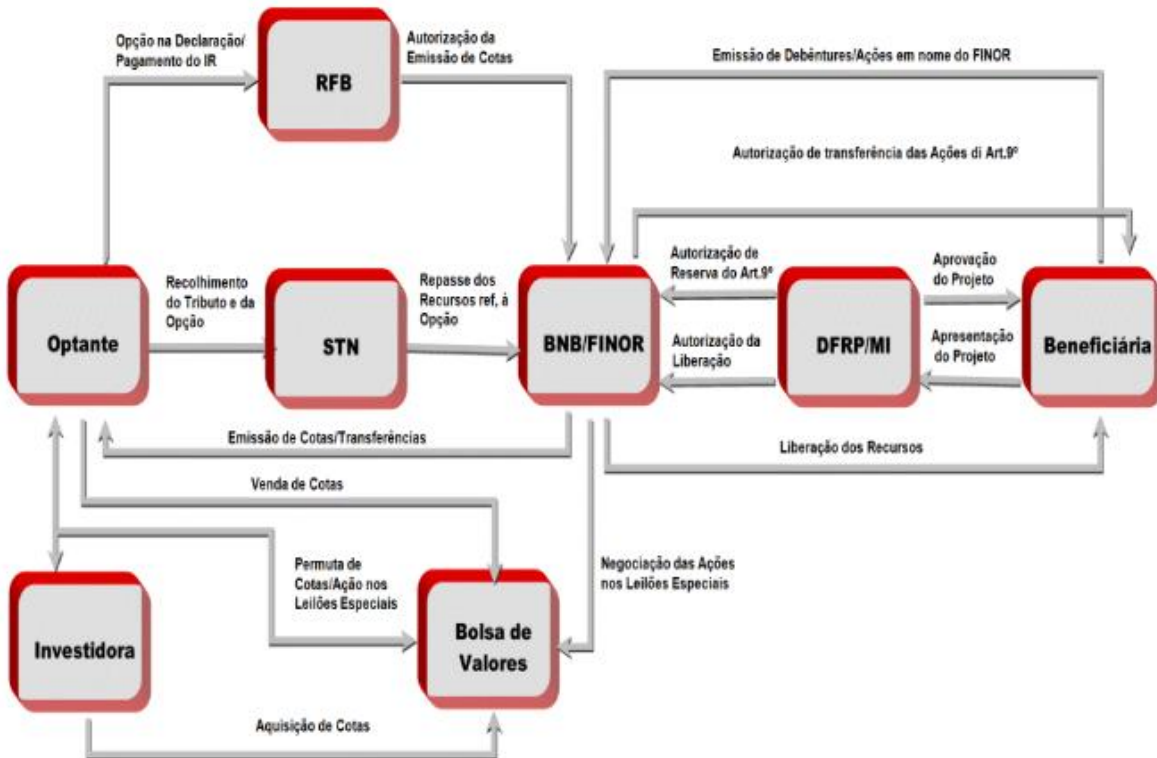 Opção na Declaração/
Pagamento do IR
RFB
Autorização da
Emissão de Cotas
Emissão de Debêntures/Ações em nome do FINOR
Autorização de transferência das Ações di Art.9º
Optante
Recolhimento
do Tributo e da
Opção
STN
Repasse dos
Recursos ref, à
Opção
BNB/FINOR
Autorização de
Reserva do Art.9º
Autorização da
Liberação
DFRP/MI
Aprovação
do Projeto
Apresentação
do Projeto
Beneficiária
Emissão de Cotas/Transferências
Liberação dos Recursos
Venda de Cotas
Permuta de
Cotas/Ação nos
Leilões Especiais
Negociação das Ações
nos Leilões Especiais
Investidora
Bolsa de
Valores
Aquisição de Cotas